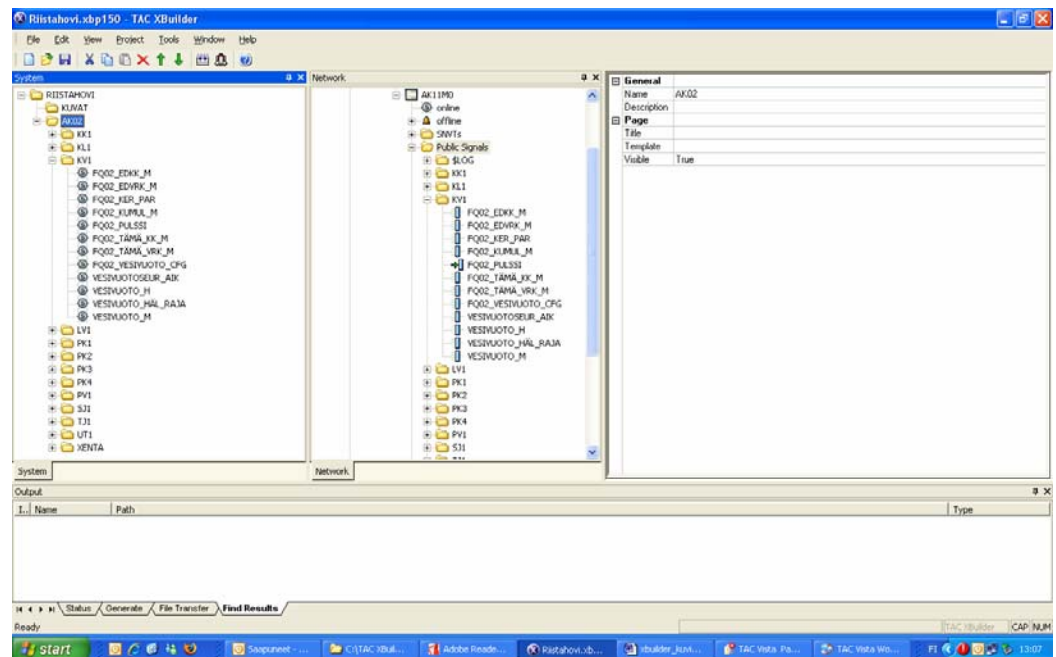 Riistahovi.xbp150 - TAC XBuilder
File Edit View Project Tools Window Help
System
RIISTAHOVI
KUVAT
AK02
KK1
KL1
KV1
FQ02_EDKK_M
FQ02_EDVRK_M
FQ02_KER_PAR
FQ02_KUMUL_M
FQ02_PULSSI
FQ02_TÄMÄ_KK_M
FQ02_TÄMÄ_VRK_M
FQ02_VESIVUOTO_CFG
VESIVUOTOSEUR_AIK
VESIVUOTO_H
VESIVUOTO_HÄL_RAJA
VESIVUOTO_M
LV1
PK1
PK2
PK3
PK4
PV1
SJ1
TJ1
UT1
XENTA
System
Network
AK11M0
online
offline
SNVTs
Public Signals
$LOG
KK1
KL1
KV1
FQ02_EDKK_M
FQ02_EDVRK_M
FQ02_KER_PAR
FQ02_KUMUL_M
FQ02_PULSSI
FQ02_TÄMÄ_KK_M
FQ02_TÄMÄ_VRK_M
FQ02_VESIVUOTO_CFG
VESIVUOTOSEUR_AIK
VESIVUOTO_H
VESIVUOTO_HÄL_RAJA
VESIVUOTO_M
LV1
PK1
PK2
PK3
PK4
PV1
SJ1
Network
General
Name AK02
Description
Page
Title
Template
Visible True
Output
I... Name Path Type
Status Generate File Transfer Find Results
Ready TAC XBuilder CAP NUM
start Saapuneet - ... C:\TAC XBuil... Adobe Reade... Riistahovi.xb... xbuilder_kuvi... TAC Vista Pa... TAC Vista Wo... FI 13:07